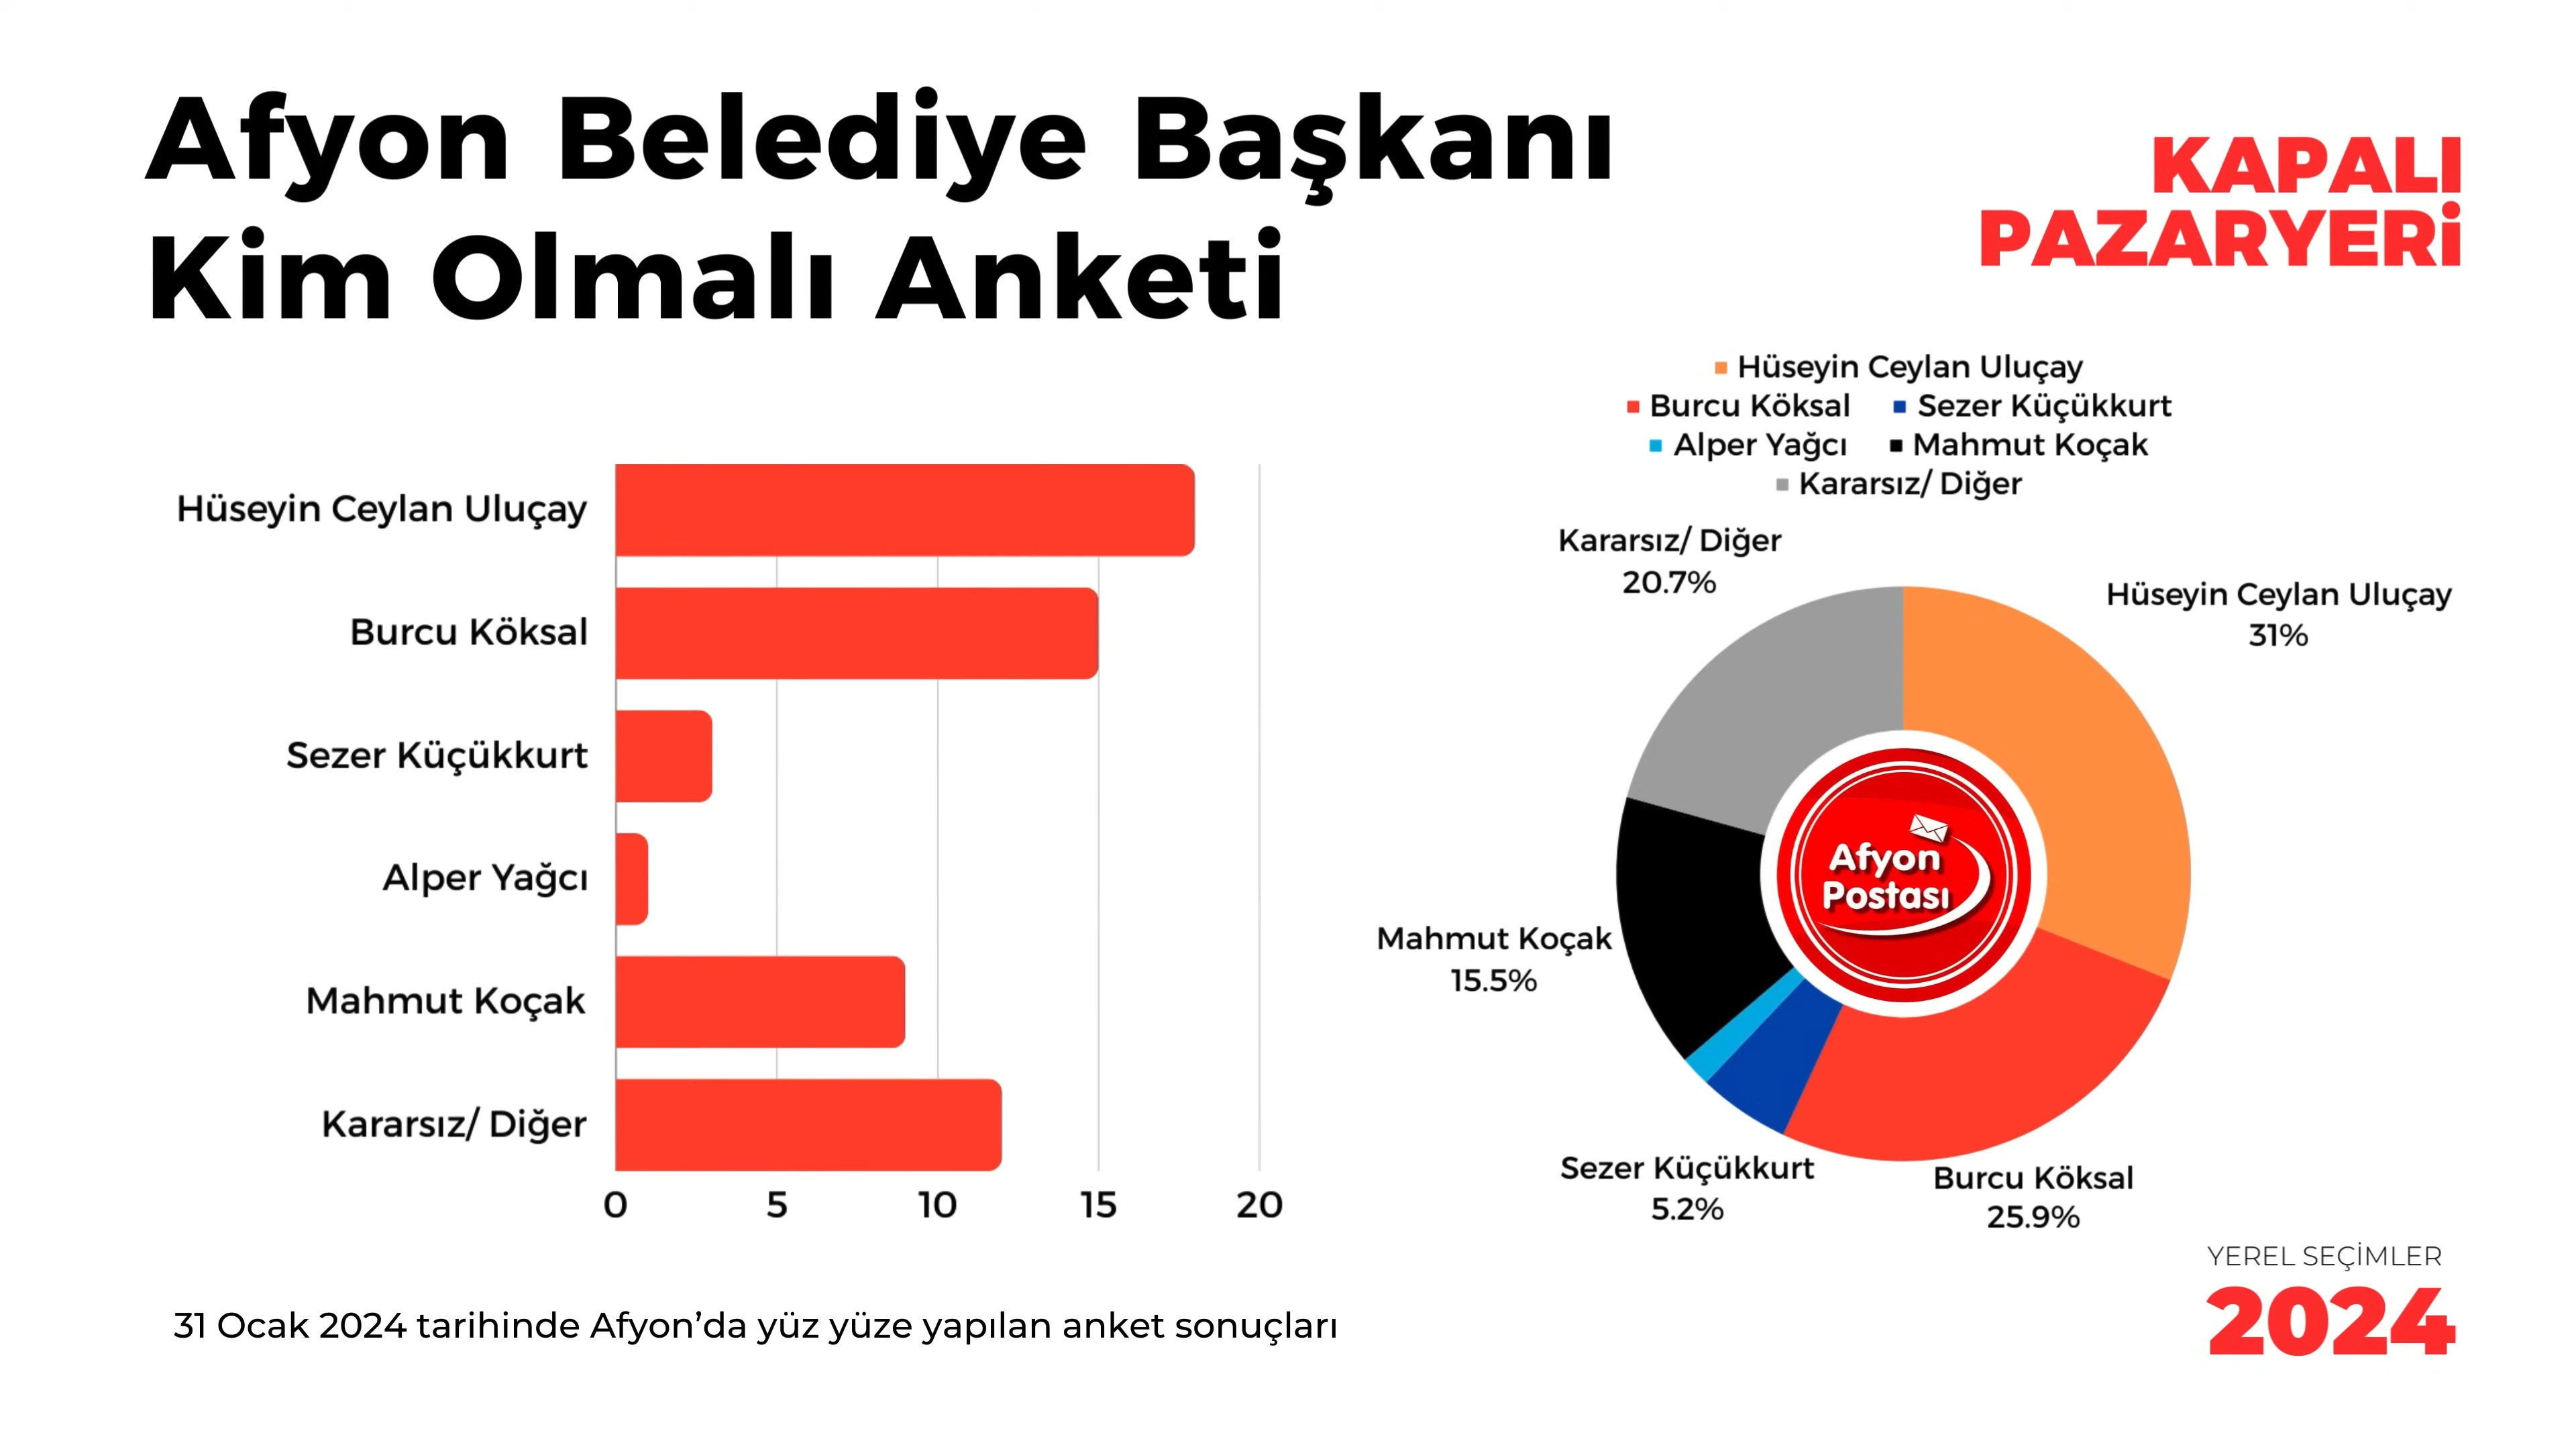 Afyon Belediye Başkanı
Kim Olmalı Anketi
KAPALI
PAZARYERİ
Hüseyin Ceylan Uluçay
Burcu Köksal
Sezer Küçükkurt
Alper Yağcı
Mahmut Koçak
Kararsız/ Diğer
0 5 10 15 20
Hüseyin Ceylan Uluçay
Burcu Köksal Sezer Küçükkurt
Alper Yağcı Mahmut Koçak
Kararsız/ Diğer
Kararsız/ Diğer
20.7%
Hüseyin Ceylan Uluçay
31%
Afyon
Postası
Mahmut Koçak
15.5%
Sezer Küçükkurt
5.2%
Burcu Köksal
25.9%
31 Ocak 2024 tarihinde Afyon’da yüz yüze yapılan anket sonuçları
YEREL SEÇİMLER
2024